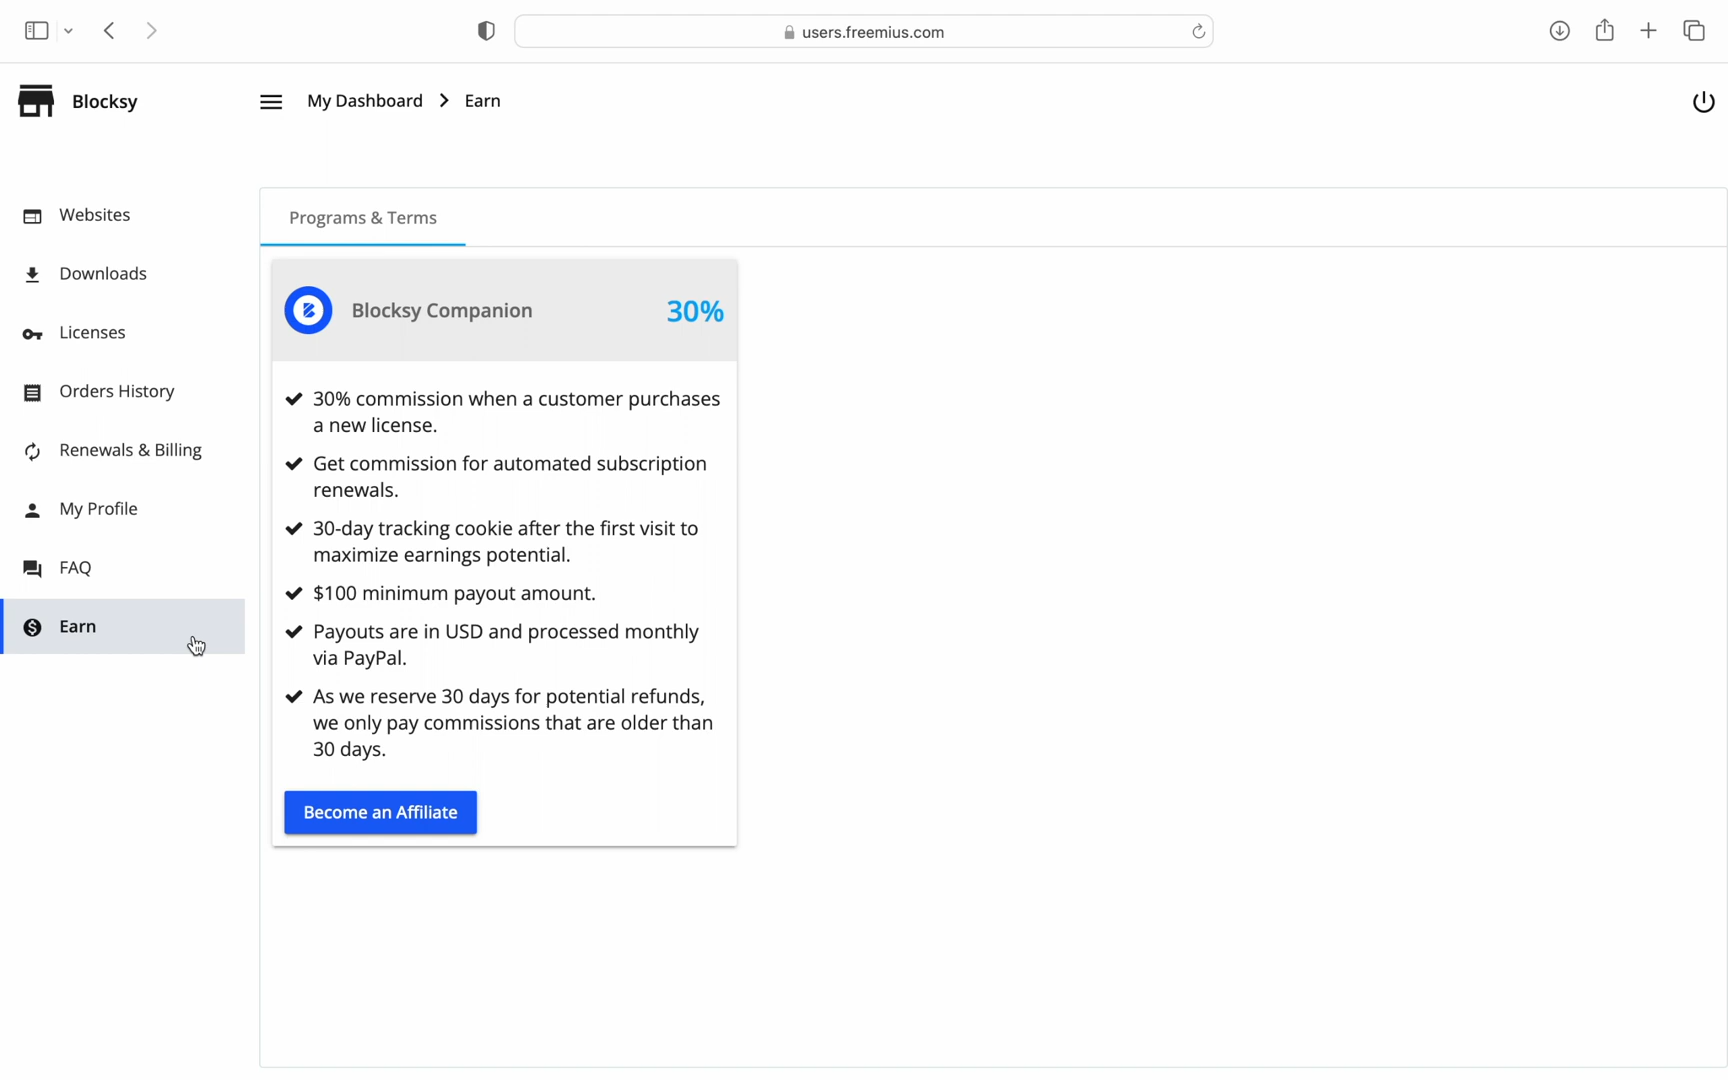 users.freemius.com
Blocksy
My Dashboard > Earn
Websites
Downloads
Licenses
Orders History
Renewals & Billing
My Profile
FAQ
Earn
Programs & Terms
Blocksy Companion
30%
30% commission when a customer purchases
a new license.
Get commission for automated subscription
renewals.
30-day tracking cookie after the first visit to
maximize earnings potential.
$100 minimum payout amount.
Payouts are in USD and processed monthly
via PayPal.
As we reserve 30 days for potential refunds,
we only pay commissions that are older than
30 days.
Become an Affiliate